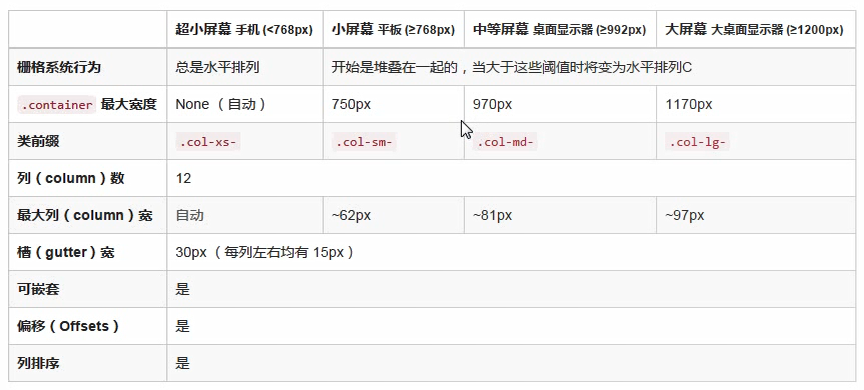 超小屏幕 手机 (<768px) 小屏幕 平板 (≥768px) 中等屏幕 桌面显示器 (≥992px) 大屏幕 大桌面显示器 (≥1200px)
栅格系统行为 总是水平排列 开始是堆叠在一起的，当大于这些阈值时将变为水平排列C
.container 最大宽度 None （自动） 750px 970px 1170px
类前缀 .col-xs- .col-sm- .col-md- .col-lg-
列（column）数 12
最大列（column）宽 自动 ~62px ~81px ~97px
槽（gutter）宽 30px （每列左右均有 15px）
可嵌套 是
偏移（Offsets） 是
列排序 是